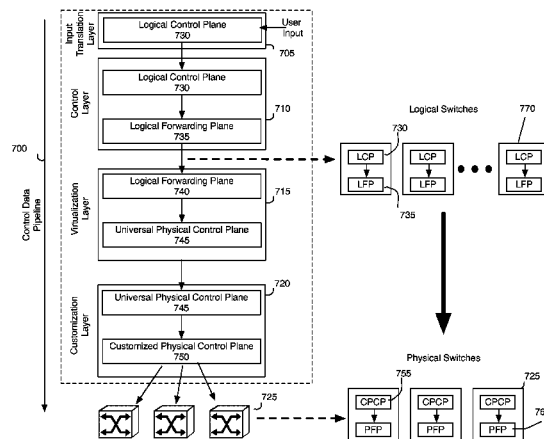 Input
Translation
Layer
Logical Control Plane
730
User
Input
705
Control
Layer
Logical Control Plane
730
710
Logical Forwarding Plane
735
700
Control Data
Pipeline
Virtualization
Layer
Logical Forwarding Plane
740
715
Universal Physical Control Plane
745
Customization
Layer
720
Universal Physical Control Plane
745
Customized Physical Control Plane
750
725
Logical Switches
730
770
LCP
LCP
LCP
LFP
LFP
LFP
735
Physical Switches
755
725
CPCP
CPCP
CPCP
PFP
PFP
PFP